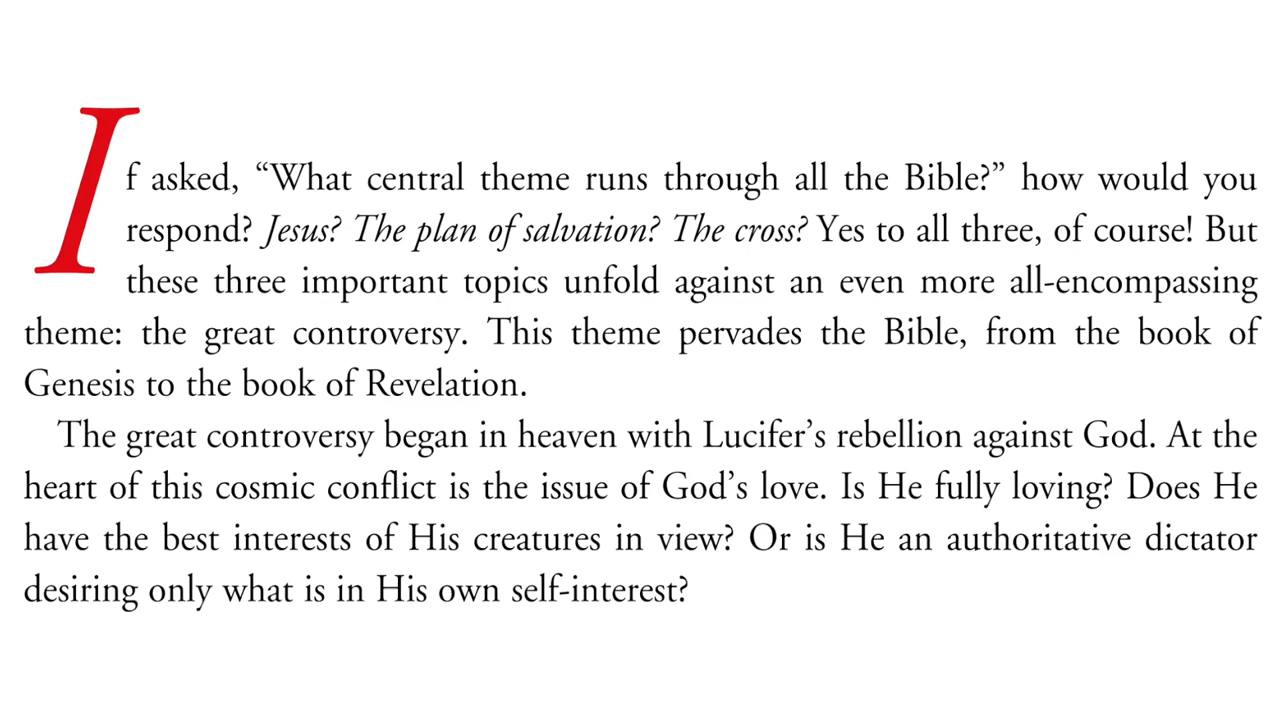 If asked, “What central theme runs through all the Bible?” how would you
respond? Jesus? The plan of salvation? The cross? Yes to all three, of course! But
these three important topics unfold against an even more all-encompassing
theme: the great controversy. This theme pervades the Bible, from the book of
Genesis to the book of Revelation.
The great controversy began in heaven with Lucifer’s rebellion against God. At the
heart of this cosmic conflict is the issue of God’s love. Is He fully loving? Does He
have the best interests of His creatures in view? Or is He an authoritative dictator
desiring only what is in His own self-interest?